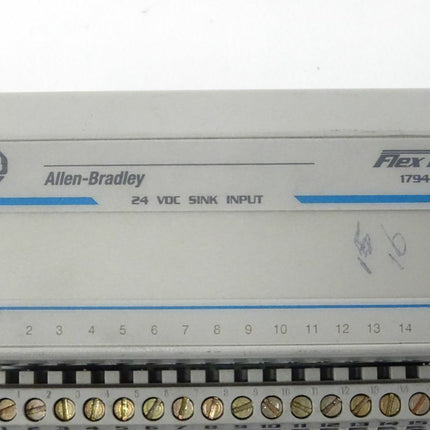 Allen-Bradley
Flex
1794
24 VDC SINK INPUT
16
2 3 4 5 6 7 8 9 10 11 12 13 14